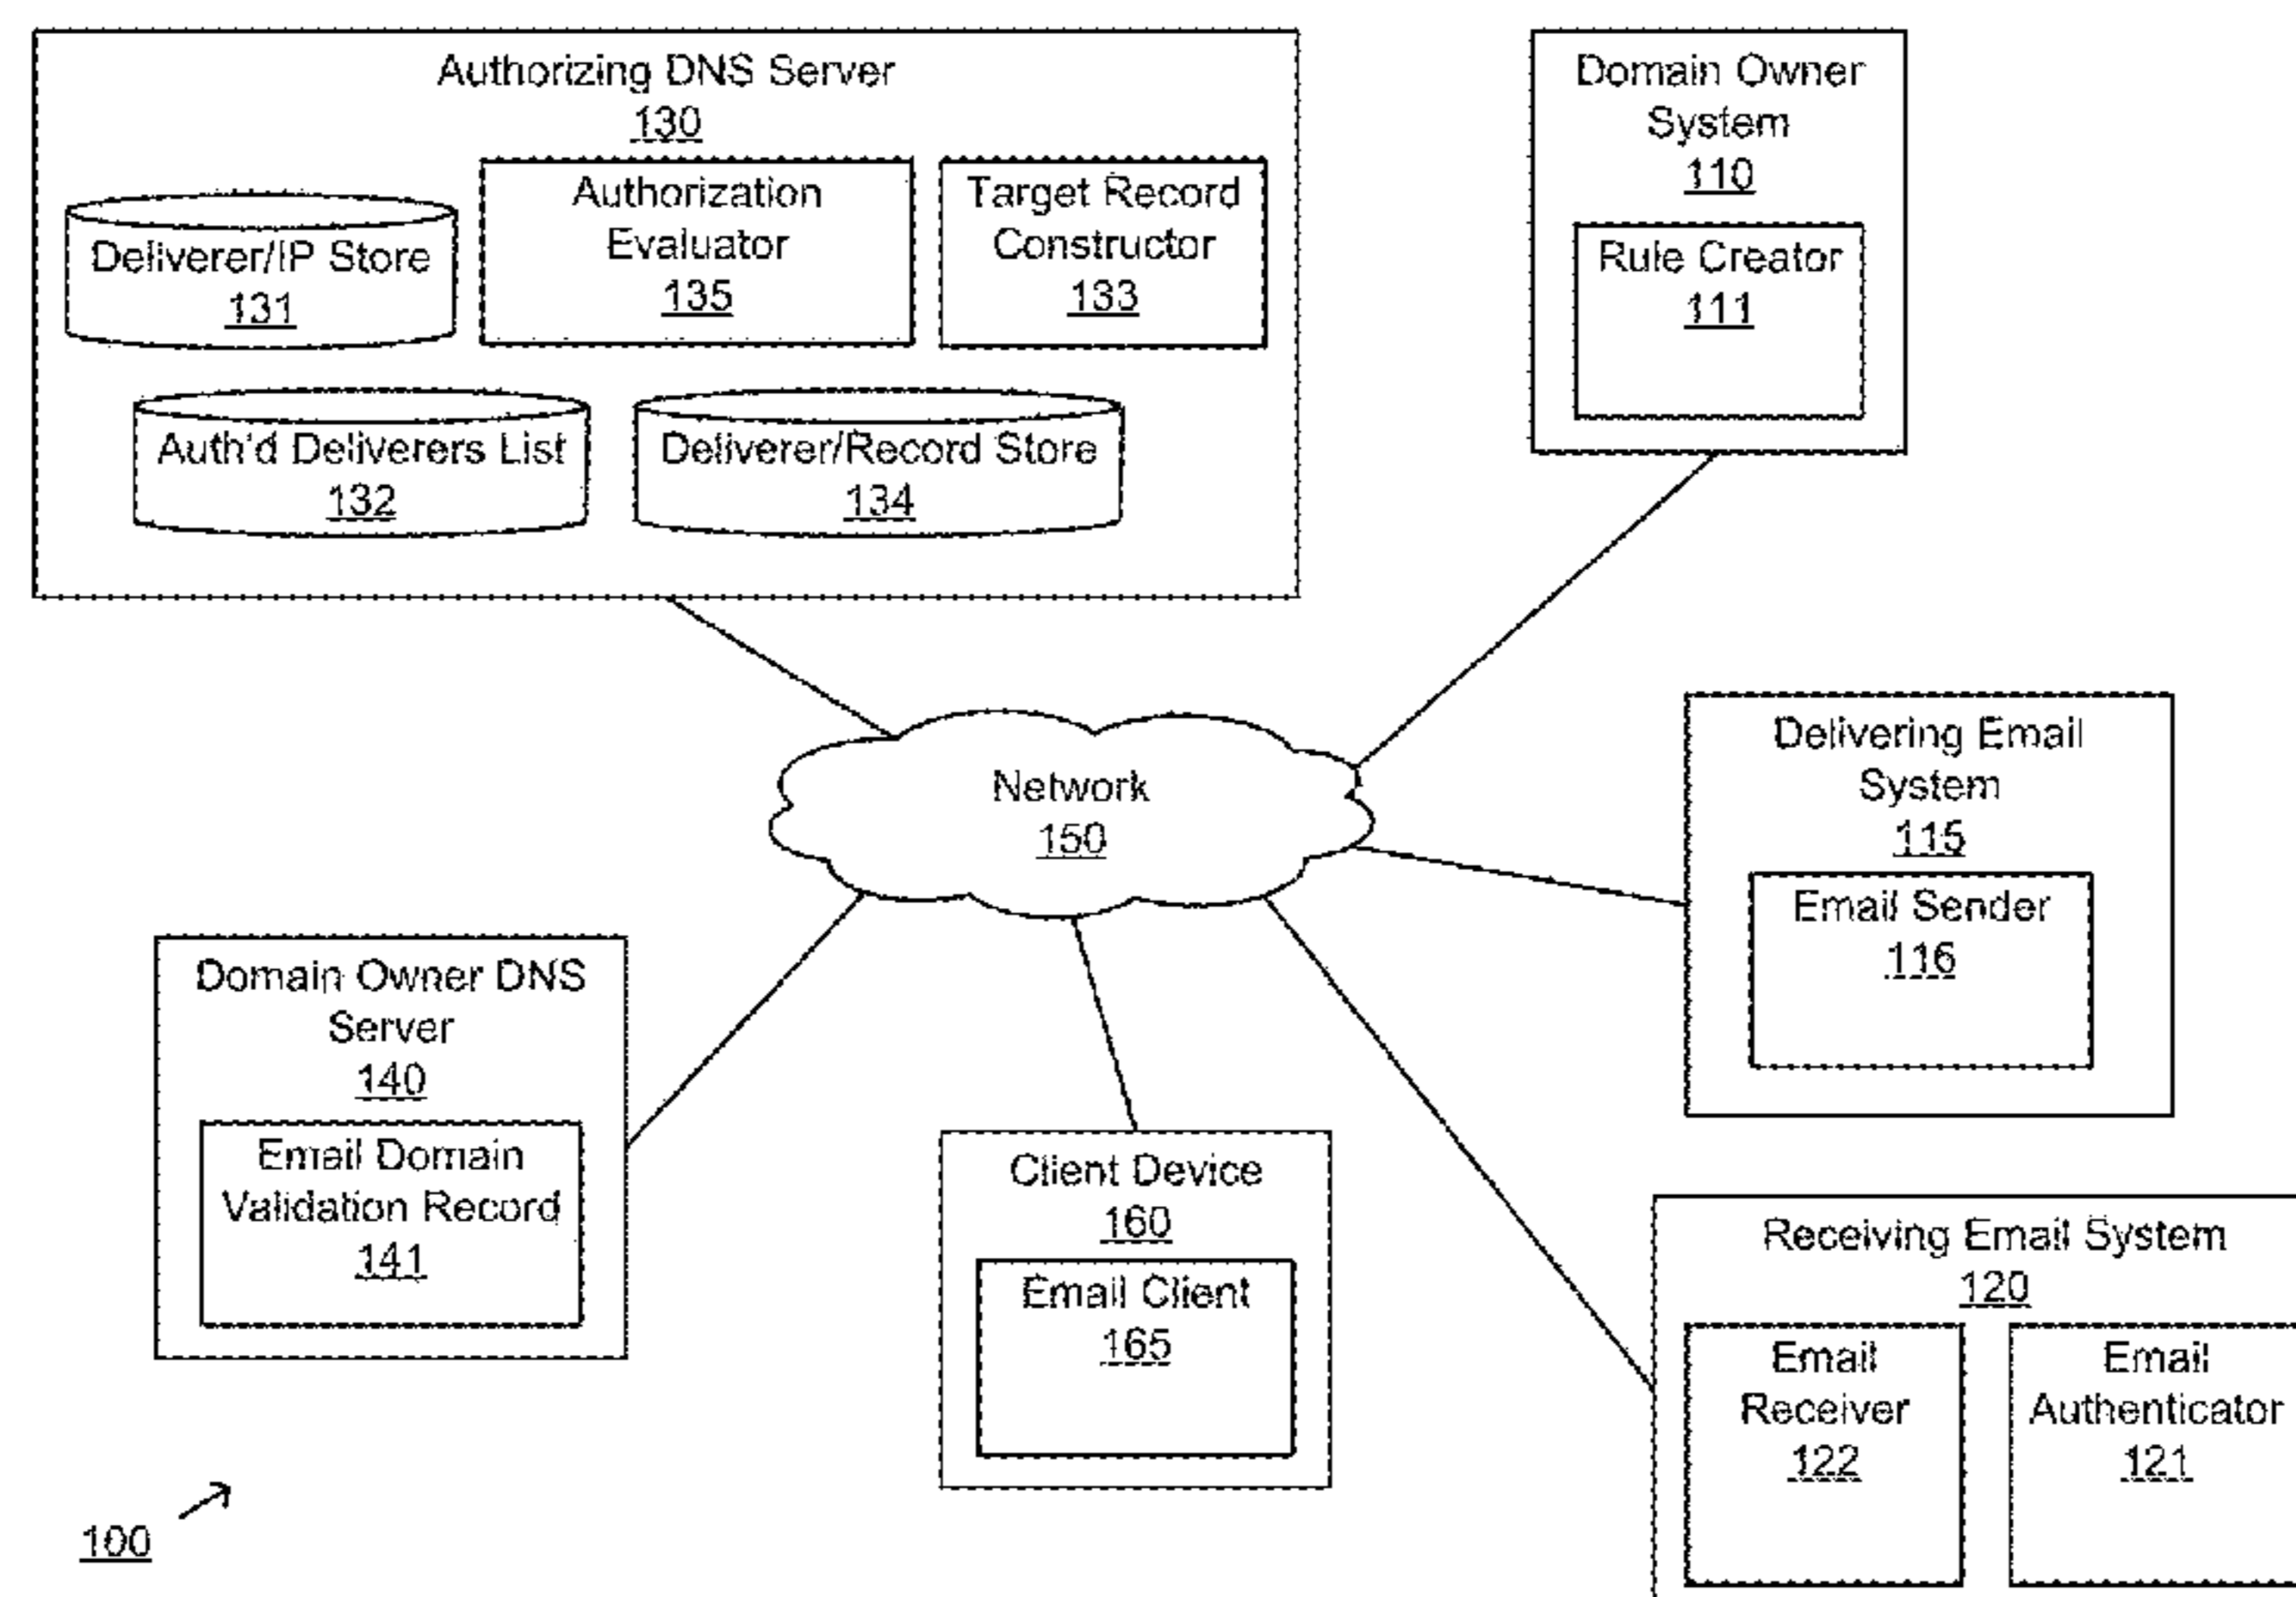 Authorizing DNS Server
130
Deliverer/IP Store
131
Authorization
Evaluator
135
Target Record
Constructor
133
Auth'd Deliverers List
132
Deliverer/Record Store
134
Domain Owner
System
110
Rule Creator
111
Network
150
Delivering Email
System
115
Email Sender
116
Domain Owner DNS
Server
140
Email Domain
Validation Record
141
Client Device
160
Email Client
165
Receiving Email System
120
Email
Receiver
122
Email
Authenticator
121
100